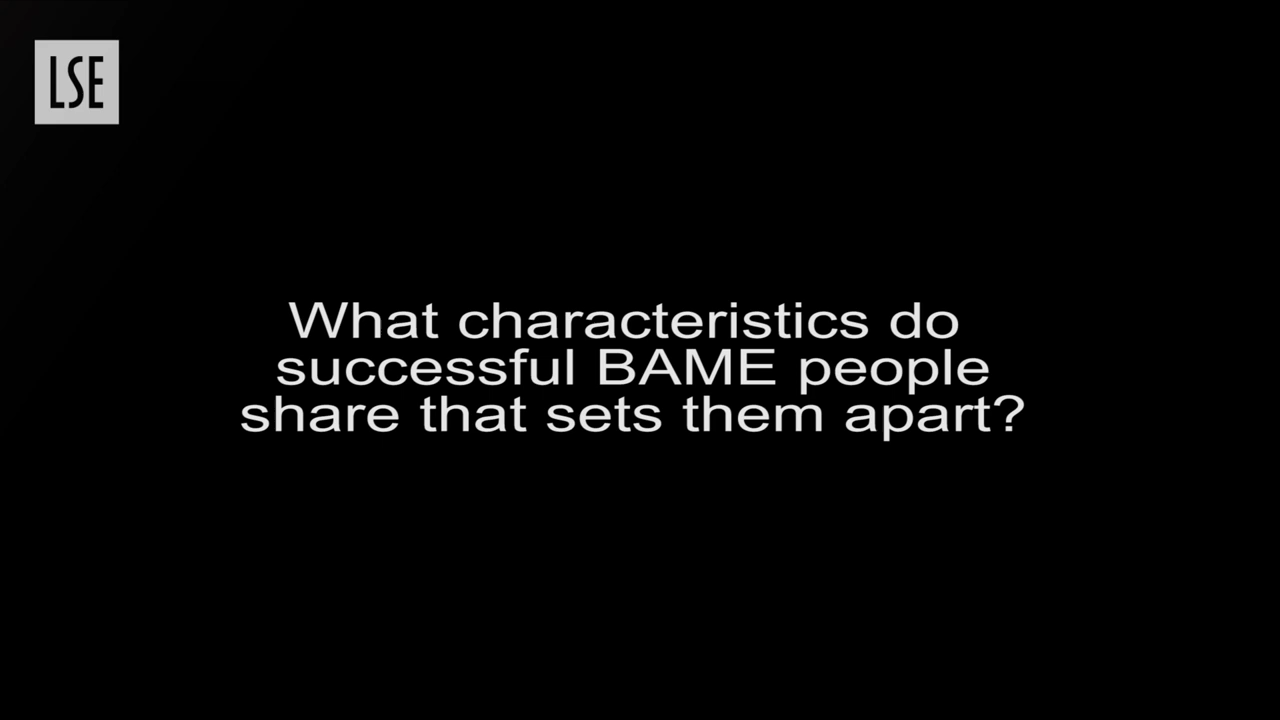 LSE
What characteristics do
successful BAME people
share that sets them apart?